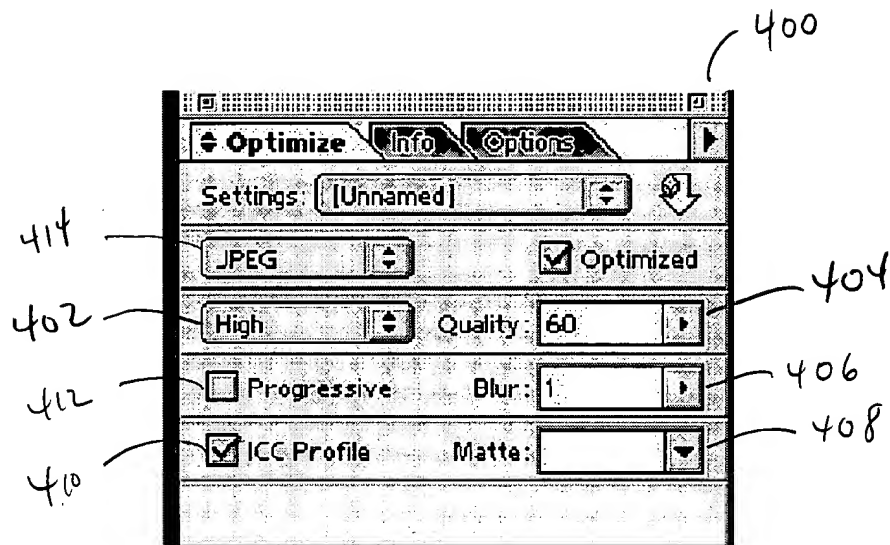 400
Optimize Info Options
Settings: [Unnamed]
414 JPEG Optimized
402 High Quality: 60 404
412 Progressive Blur: 1 406
410 ICC Profile Matte: 408